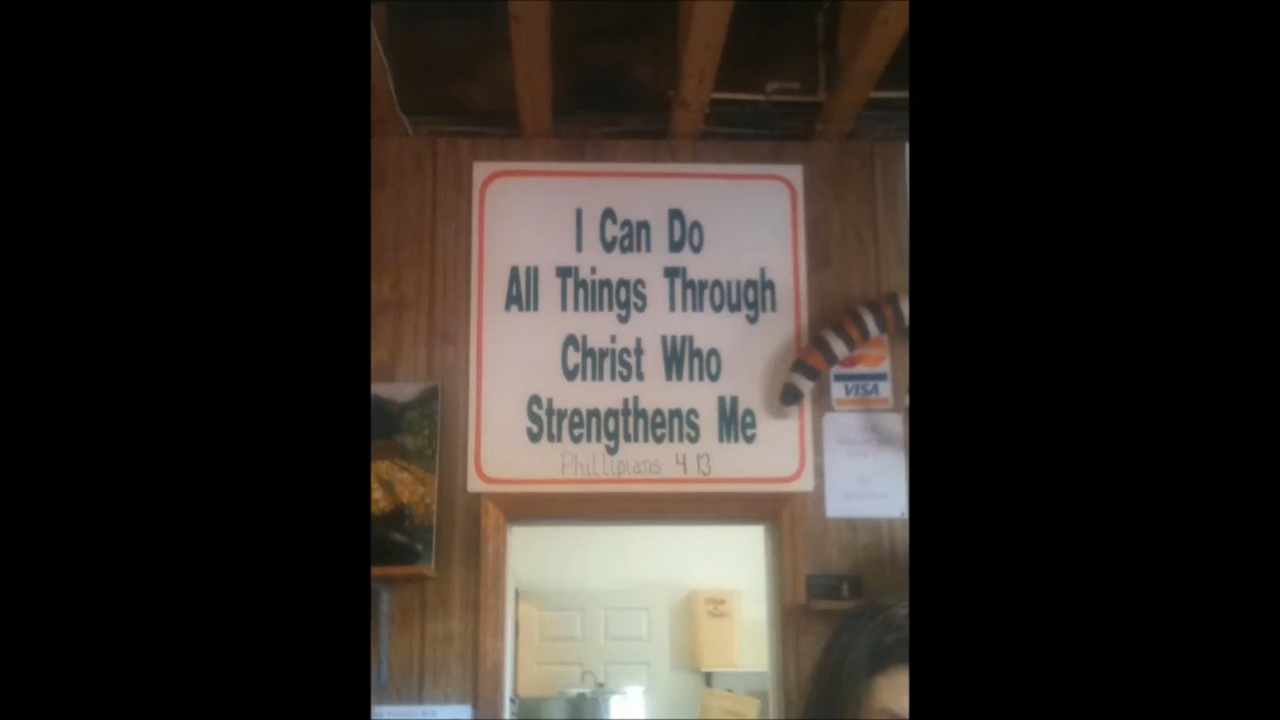 I Can Do
All Things Through
Christ Who
Strengthens Me
Phillipians 4:13
VISA